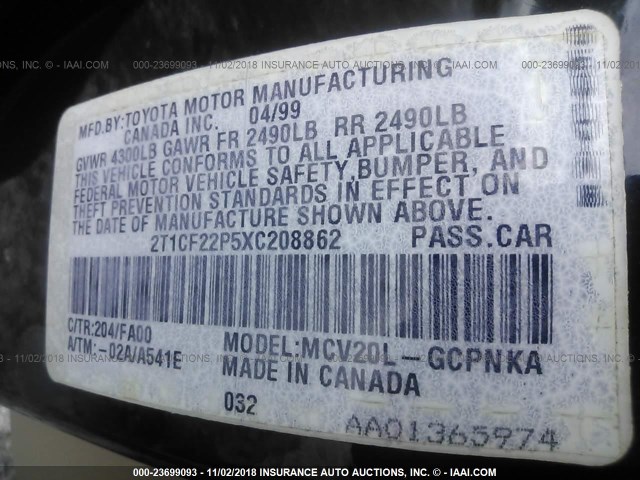 INC. - IAAI.COM 000-23699093 - 11/02/2018 INSURANCE AUTO AUCTIONS, INC. - IAAI.COM 000-23699093 - 11/02/2018
MFD.BY:TOYOTA MOTOR MANUFACTURING
CANADA INC. 04/99
GVWR 4300LB GAWR FR 2490LB RR 2490LB
THIS VEHICLE CONFORMS TO ALL APPLICABLE
FEDERAL MOTOR VEHICLE SAFETY,BUMPER, AND
THEFT PREVENTION STANDARDS IN EFFECT ON
THE DATE OF MANUFACTURE SHOWN ABOVE.
2T1CF22P5XC208862 PASS.CAR
C/TR:204/FA00
A/TM:-02A/A541E
MODEL:MCV20L-GCPNKA
MADE IN CANADA
032
AA01365974
000-23699093 - 11/02/2018 INSURANCE AUTO AUCTIONS, INC. - IAAI.COM